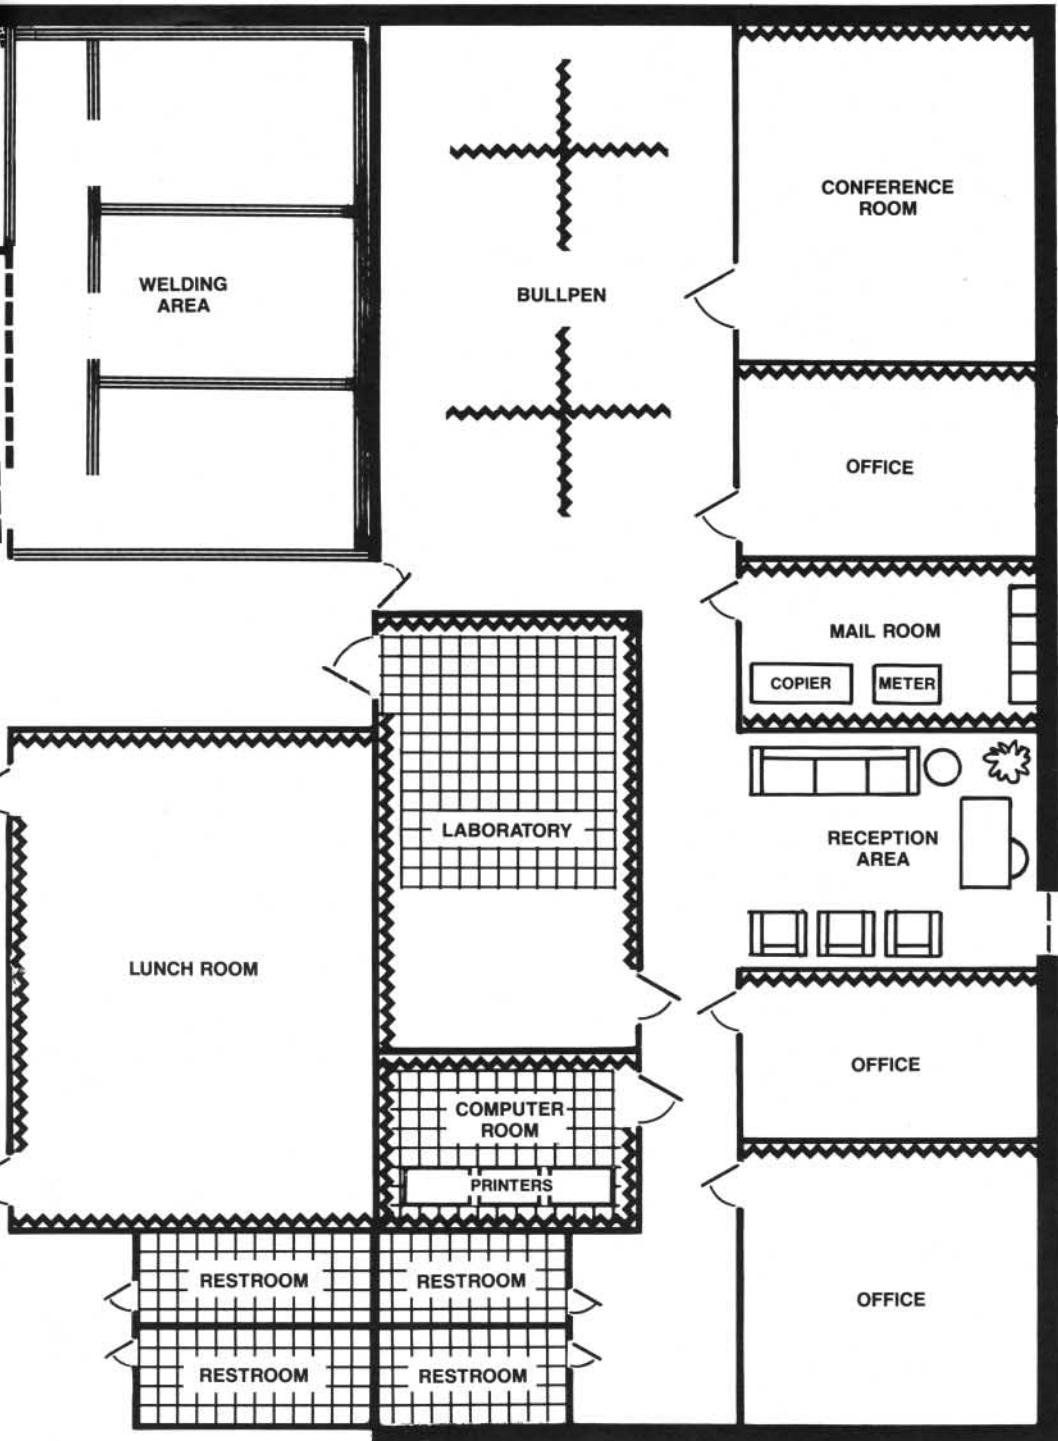 CONFERENCE
ROOM
WELDING
AREA
BULLPEN
OFFICE
MAIL ROOM
COPIER
METER
LABORATORY
RECEPTION
AREA
LUNCH ROOM
OFFICE
COMPUTER
ROOM
PRINTERS
RESTROOM
RESTROOM
OFFICE
RESTROOM
RESTROOM